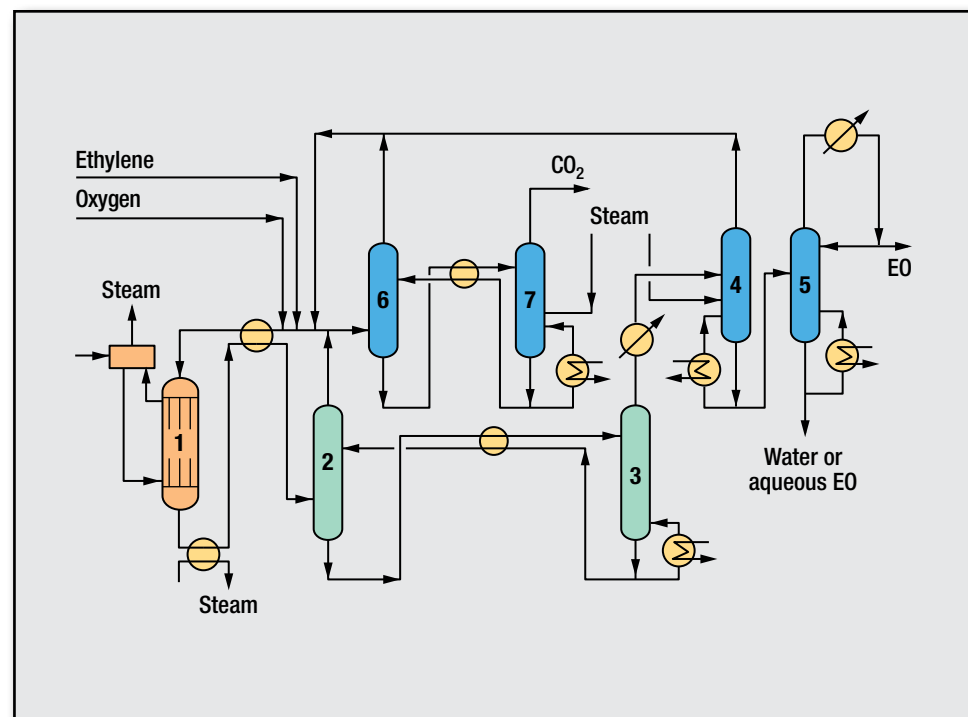 Ethylene
Oxygen
CO2
Steam
EO
Steam
6
7
4
5
1
2
3
Water or
aqueous EO
Steam